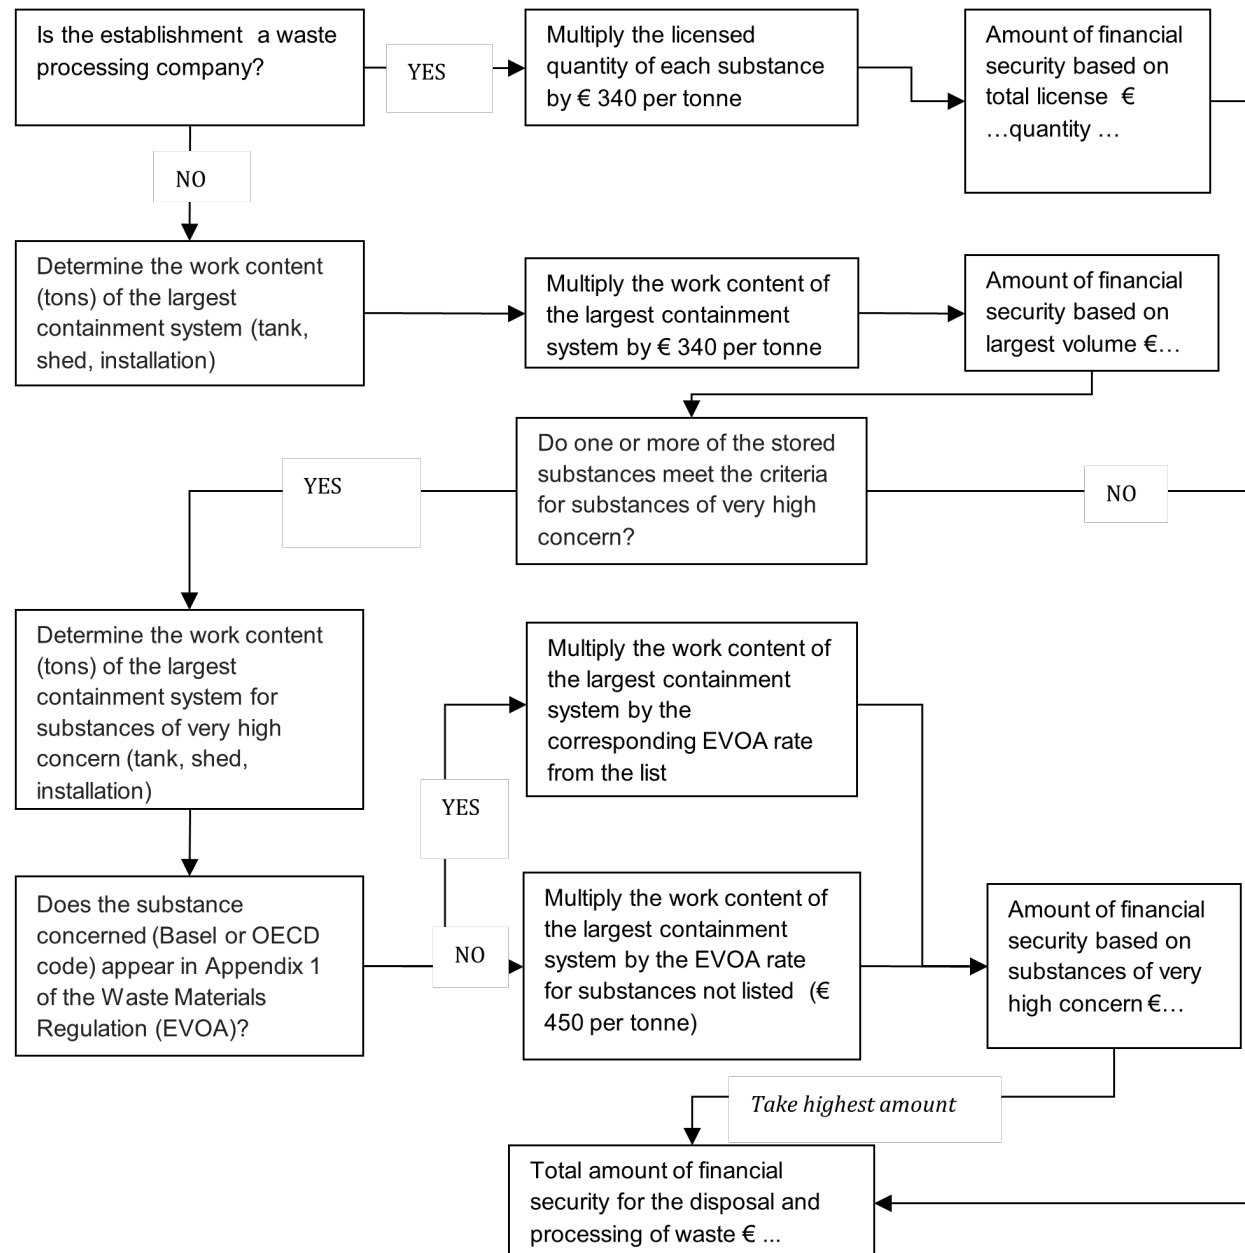 Is the establishment a waste
processing company?
YES
Multiply the licensed
quantity of each substance
by € 340 per tonne
Amount of financial
security based on
total license €
…quantity …
NO
Determine the work content
(tons) of the largest
containment system (tank,
shed, installation)
Multiply the work content of
the largest containment
system by € 340 per tonne
Amount of financial
security based on
largest volume €…
Do one or more of the stored
substances meet the criteria
for substances of very high
concern?
YES
NO
Determine the work content
(tons) of the largest
containment system for
substances of very high
concern (tank, shed,
installation)
Multiply the work content of
the largest containment
system by the
corresponding EVOA rate
from the list
YES
Does the substance
concerned (Basel or OECD
code) appear in Appendix 1
of the Waste Materials
Regulation (EVOA)?
NO
Multiply the work content of
the largest containment
system by the EVOA rate
for substances not listed (€
450 per tonne)
Amount of financial
security based on
substances of very
high concern €…
Take highest amount
Total amount of financial
security for the disposal and
processing of waste € ...